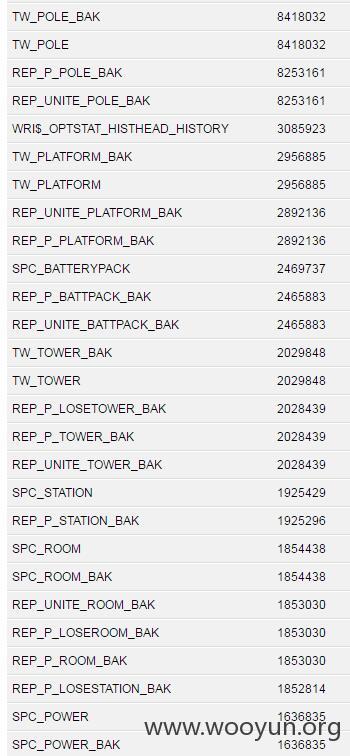 TW_POLE_BAK 8418032
TW_POLE 8418032
REP_P_POLE_BAK 8253161
REP_UNITE_POLE_BAK 8253161
WRI$_OPTSTAT_HISTHEAD_HISTORY 3085923
TW_PLATFORM_BAK 2956885
TW_PLATFORM 2956885
REP_UNITE_PLATFORM_BAK 2892136
REP_P_PLATFORM_BAK 2892136
SPC_BATTERYPACK 2469737
REP_P_BATTPACK_BAK 2465883
REP_UNITE_BATTPACK_BAK 2465883
TW_TOWER_BAK 2029848
TW_TOWER 2029848
REP_P_LOSETOWER_BAK 2028439
REP_P_TOWER_BAK 2028439
REP_UNITE_TOWER_BAK 2028439
SPC_STATION 1925429
REP_P_STATION_BAK 1925296
SPC_ROOM 1854438
SPC_ROOM_BAK 1854438
REP_UNITE_ROOM_BAK 1853030
REP_P_LOSEROOM_BAK 1853030
REP_P_ROOM_BAK 1853030
REP_P_LOSESTATION_BAK 1852814
SPC_POWER 1636835
www.wooyun.org
SPC_POWER_BAK 1636835